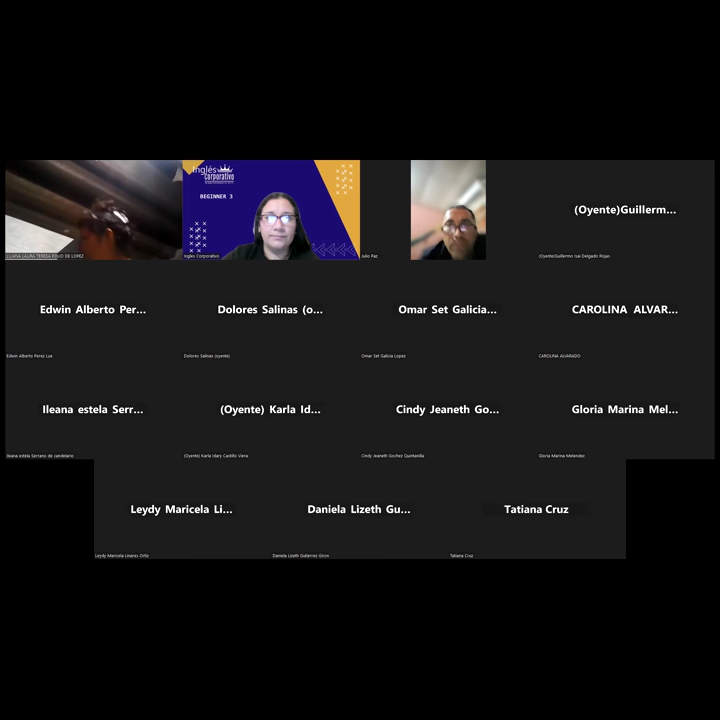 Inglés
Corporativo
BEGINNER 3
LILIANA LAURA TERESA FOLIO DE LOPEZ
Inglés Corporativo
Julio Paz
(Oyente)Guillerm...
(Oyente)Guillermo Isai Delgado Rojas
Edwin Alberto Per...
Edwin Alberto Perez Lua
Dolores Salinas (o...
Dolores Salinas (oyente)
Omar Set Galicia...
Omar Set Galicia Lopez
CAROLINA ALVAR...
CAROLINA ALVARADO
Ileana estela Serr...
Ileana estela Serrano de candelario
(Oyente) Karla Id...
(Oyente) Karla Idary Castillo Viera
Cindy Jeaneth Go...
Cindy Jeaneth Gochez Quintanilla
Gloria Marina Mel...
Gloria Marina Melendez
Leydy Maricela Li...
Leydy Maricela Linares Ortiz
Daniela Lizeth Gu...
Daniela Lizeth Gutierrez Giron
Tatiana Cruz
Tatiana Cruz